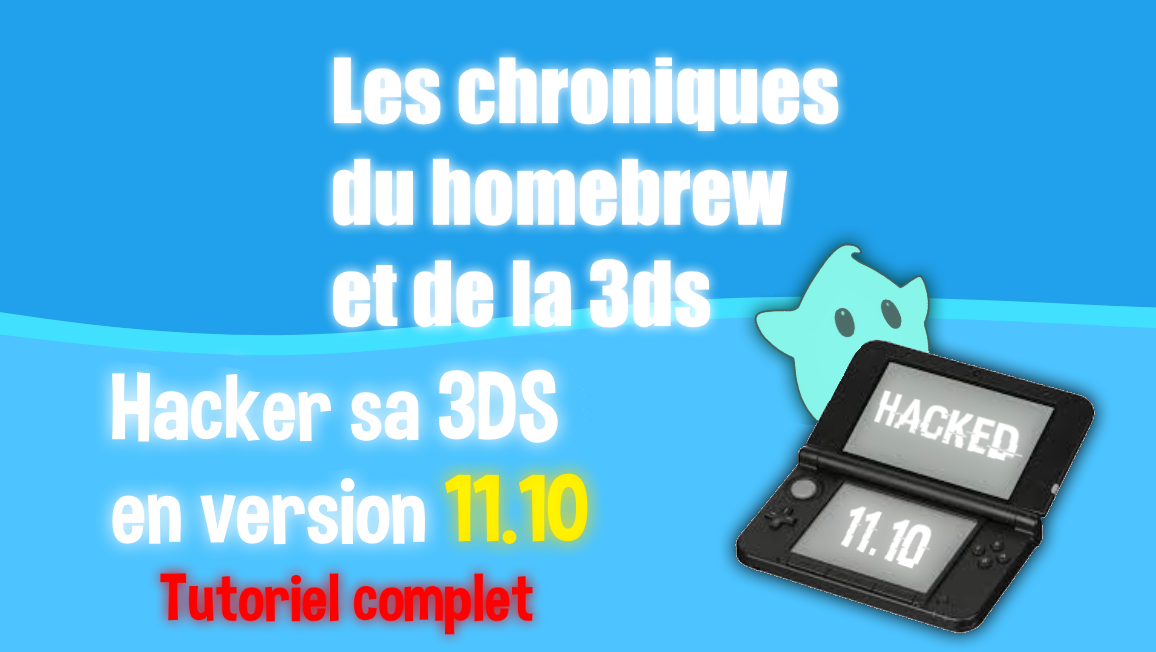 Les chroniques
du homebrew
et de la 3ds
Hacker sa 3DS
en version 11.10
Tutoriel complet
HACKED
11.10